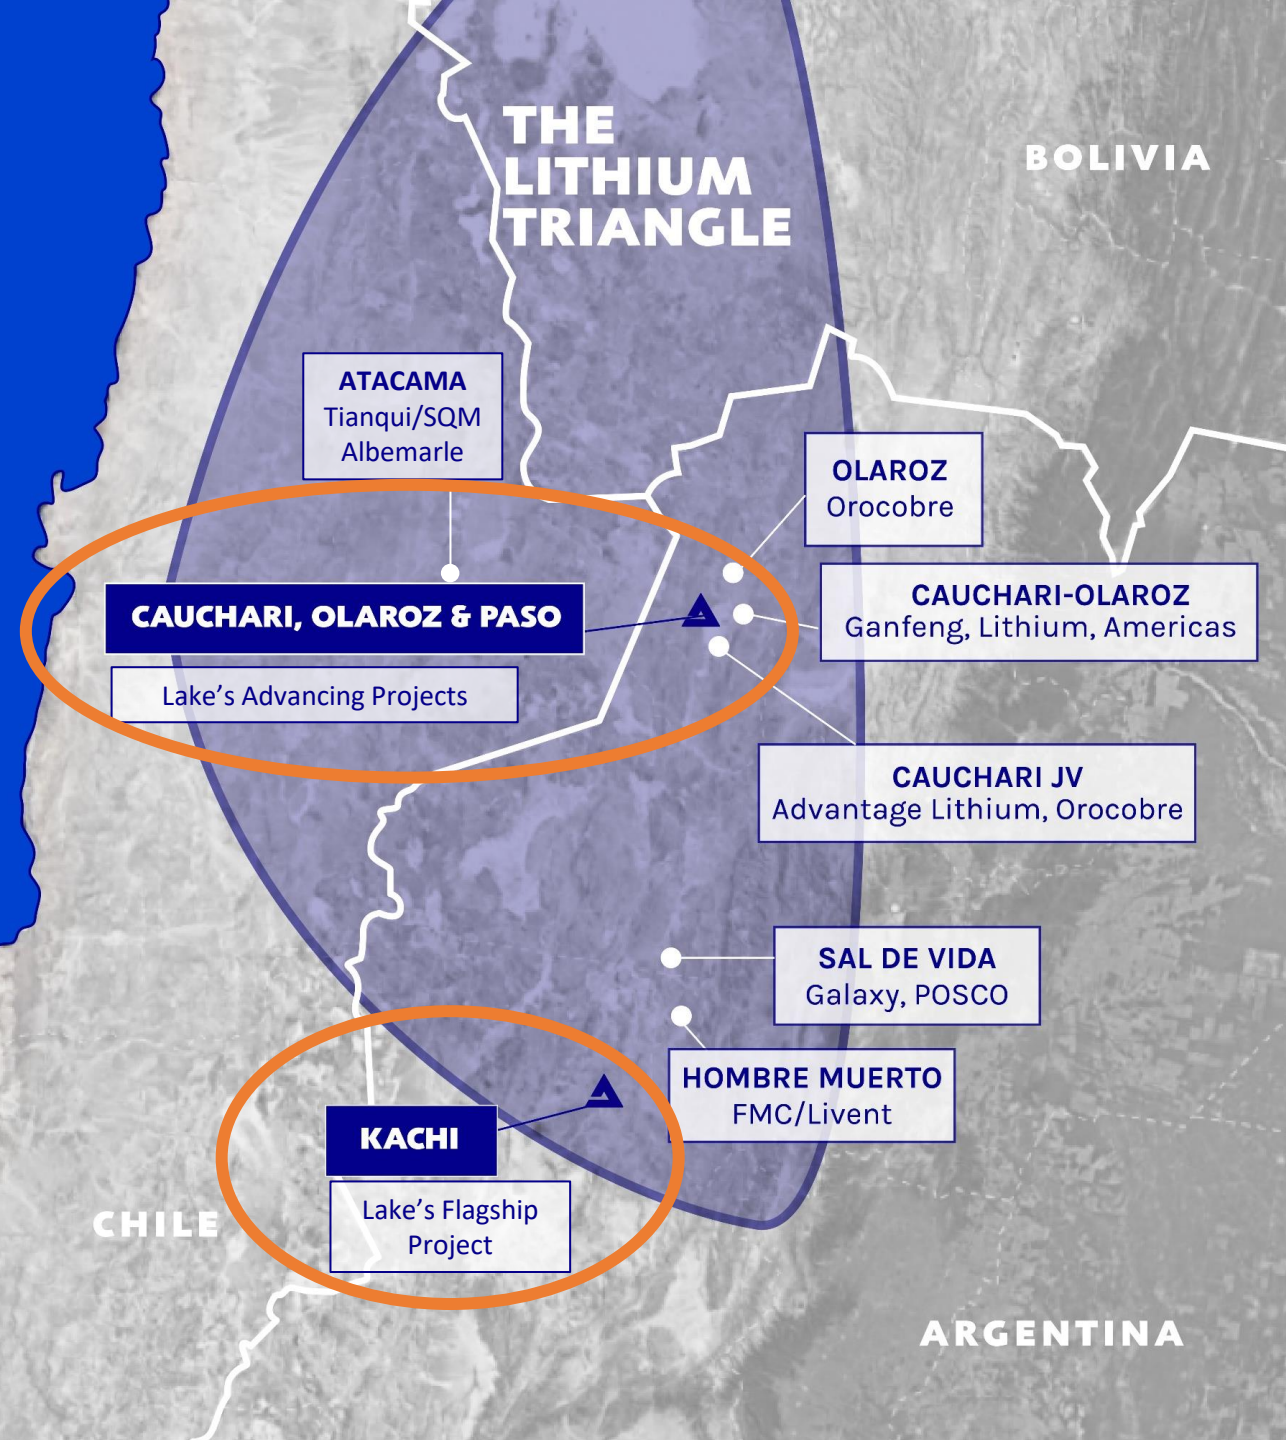 THE
LITHIUM
TRIANGLE
BOLIVIA
ATACAMA
Tianqui/SQM
Albemarle
OLAROZ
Orocobre
CAUCHARI, OLAROZ & PASO
Lake’s Advancing Projects
CAUCHARI-OLAROZ
Ganfeng, Lithium, Americas
CAUCHARI JV
Advantage Lithium, Orocobre
SAL DE VIDA
Galaxy, POSCO
HOMBRE MUERTO
FMC/Livent
KACHI
Lake’s Flagship
Project
CHILE
ARGENTINA